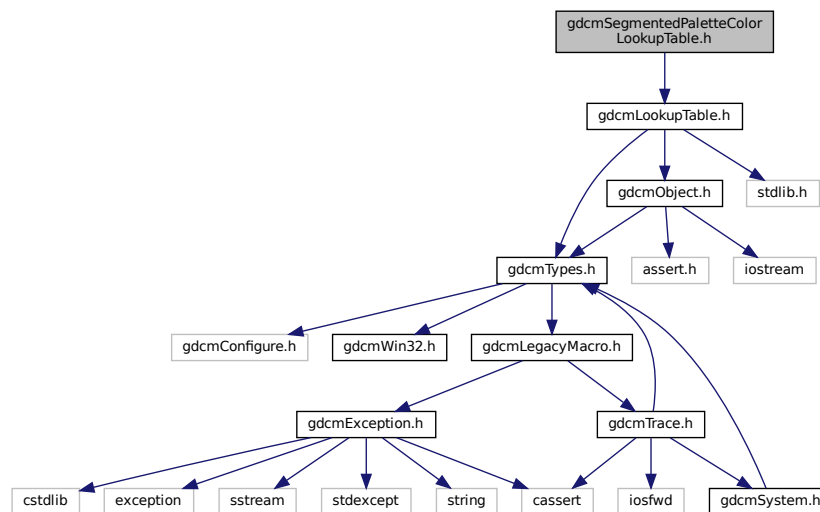 gdcmSegmentedPaletteColor
LookupTable.h
gdcmLookupTable.h
gdcmObject.h
stdlib.h
gdcmTypes.h
assert.h
iostream
gdcmConfigure.h
gdcmWin32.h
gdcmLegacyMacro.h
gdcmException.h
gdcmTrace.h
cstdlib
exception
sstream
stdexcept
string
cassert
iosfwd
gdcmSystem.h